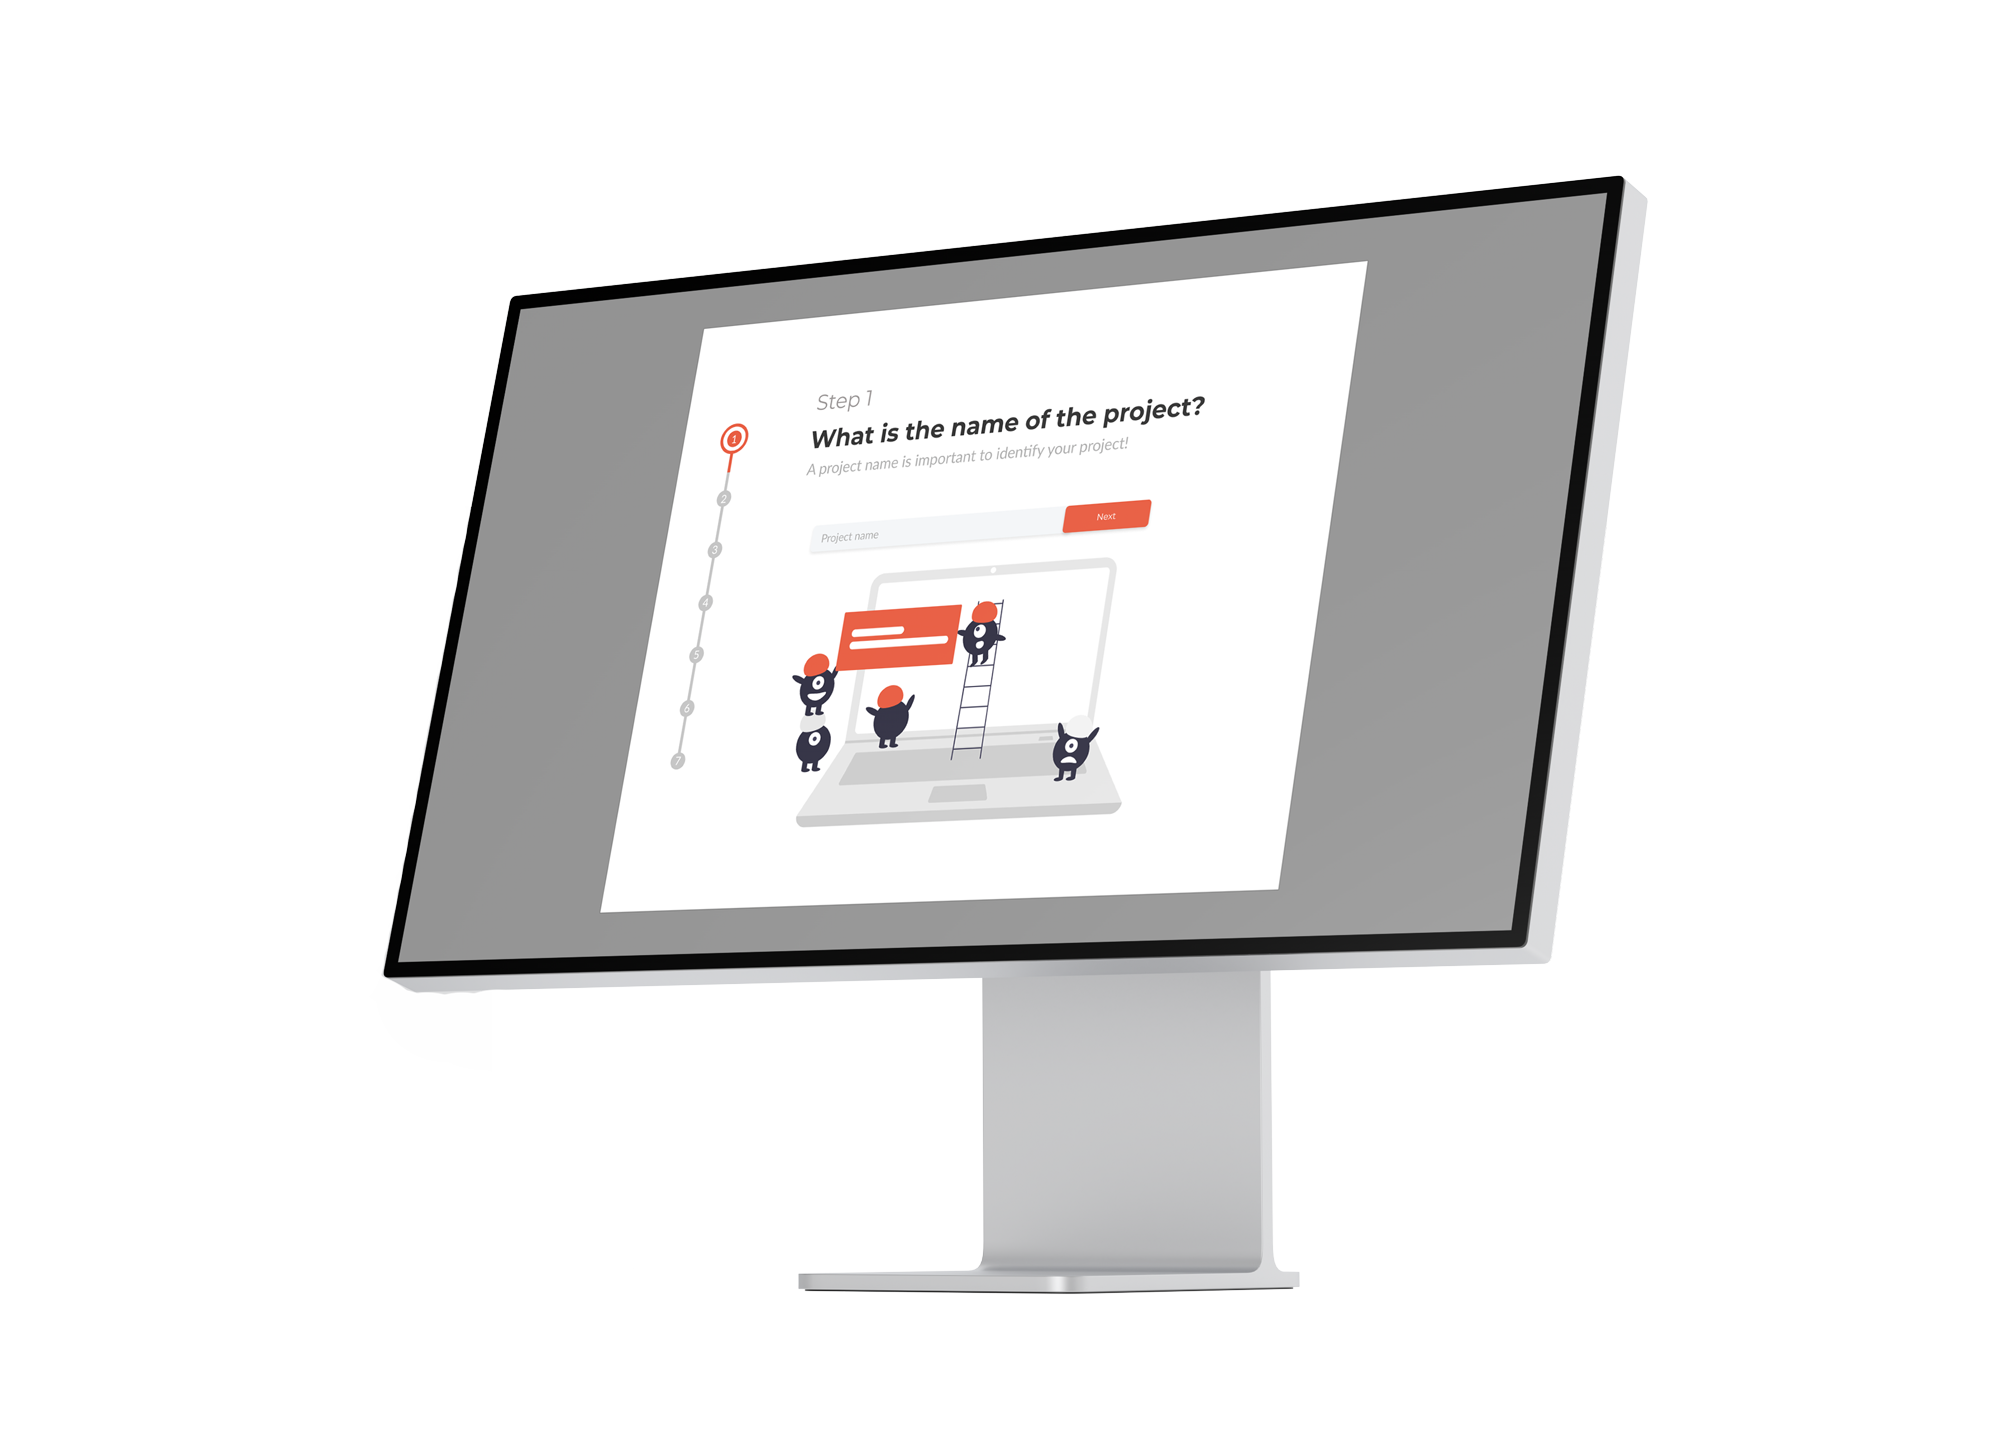 Step 1
What is the name of the project?
A project name is important to identify your project!
Project name
Next
1
2
3
4
5
6
7